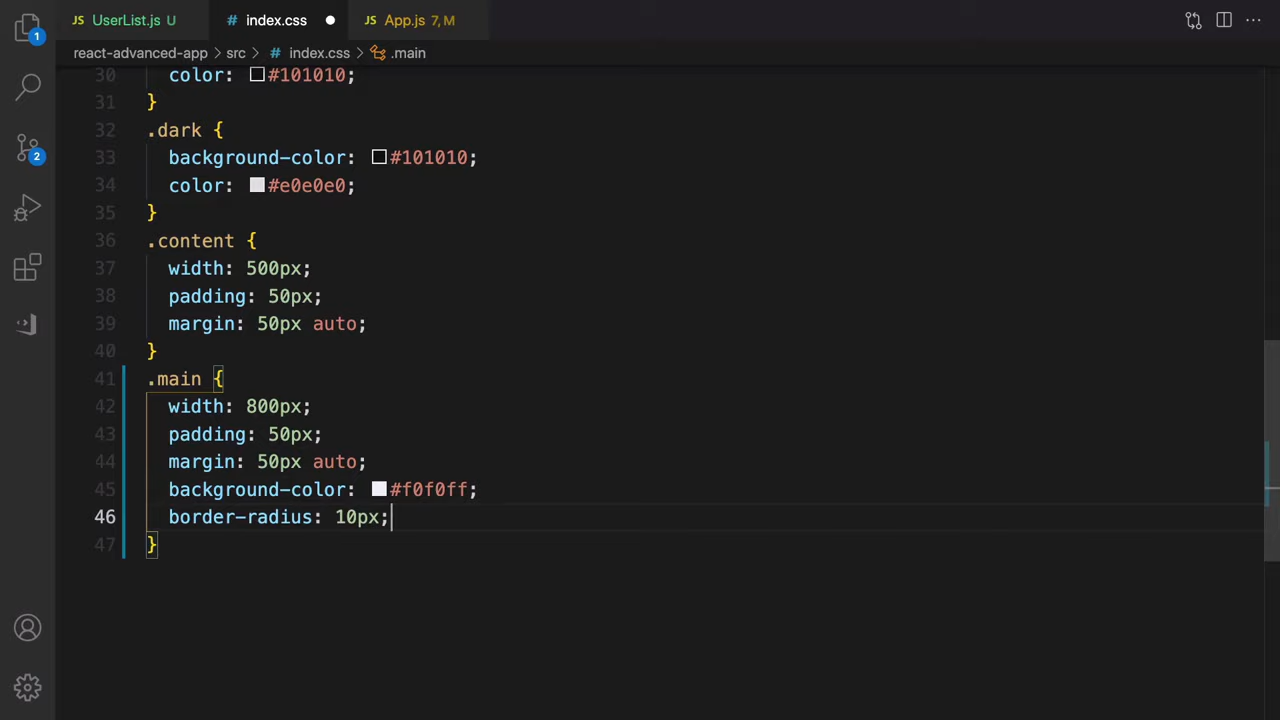 JS UserList.js U
# index.css
JS App.js 7, M
react-advanced-app > src > # index.css > .main
30 color: #101010;
31 }
32 .dark {
33 background-color: #101010;
34 color: #e0e0e0;
35 }
36 .content {
37 width: 500px;
38 padding: 50px;
39 margin: 50px auto;
40 }
41 .main {
42 width: 800px;
43 padding: 50px;
44 margin: 50px auto;
45 background-color: #f0f0ff;
46 border-radius: 10px;
47 }
1
2